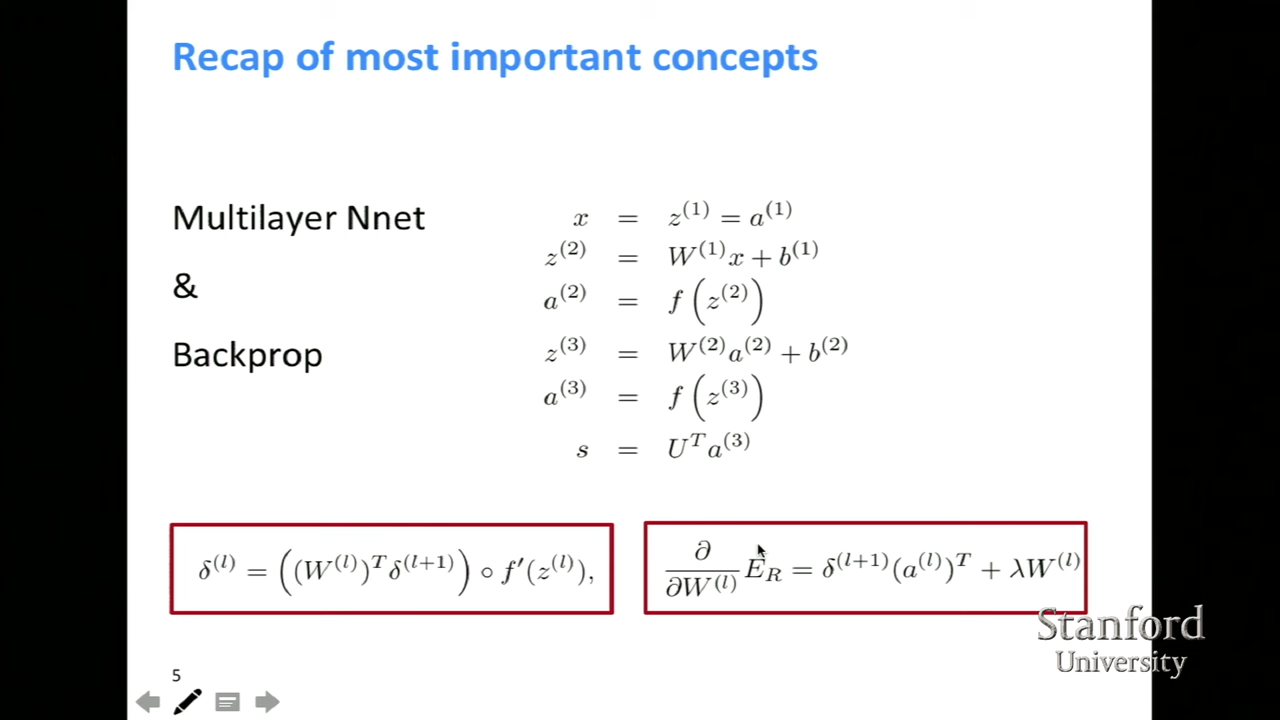 Recap of most important concepts
Multilayer Nnet
&
Backprop
x = z^{(1)} = a^{(1)}
z^{(2)} = W^{(1)}x + b^{(1)}
a^{(2)} = f(z^{(2)})
z^{(3)} = W^{(2)}a^{(2)} + b^{(2)}
a^{(3)} = f(z^{(3)})
s = U^T a^{(3)}
δ^{(l)} = ((W^{(l)})^T δ^{(l+1)}) ∘ f′(z^{(l)}),
∂/∂W^{(l)} E_R = δ^{(l+1)}(a^{(l)})^T + λW^{(l)}
Stanford
University
5